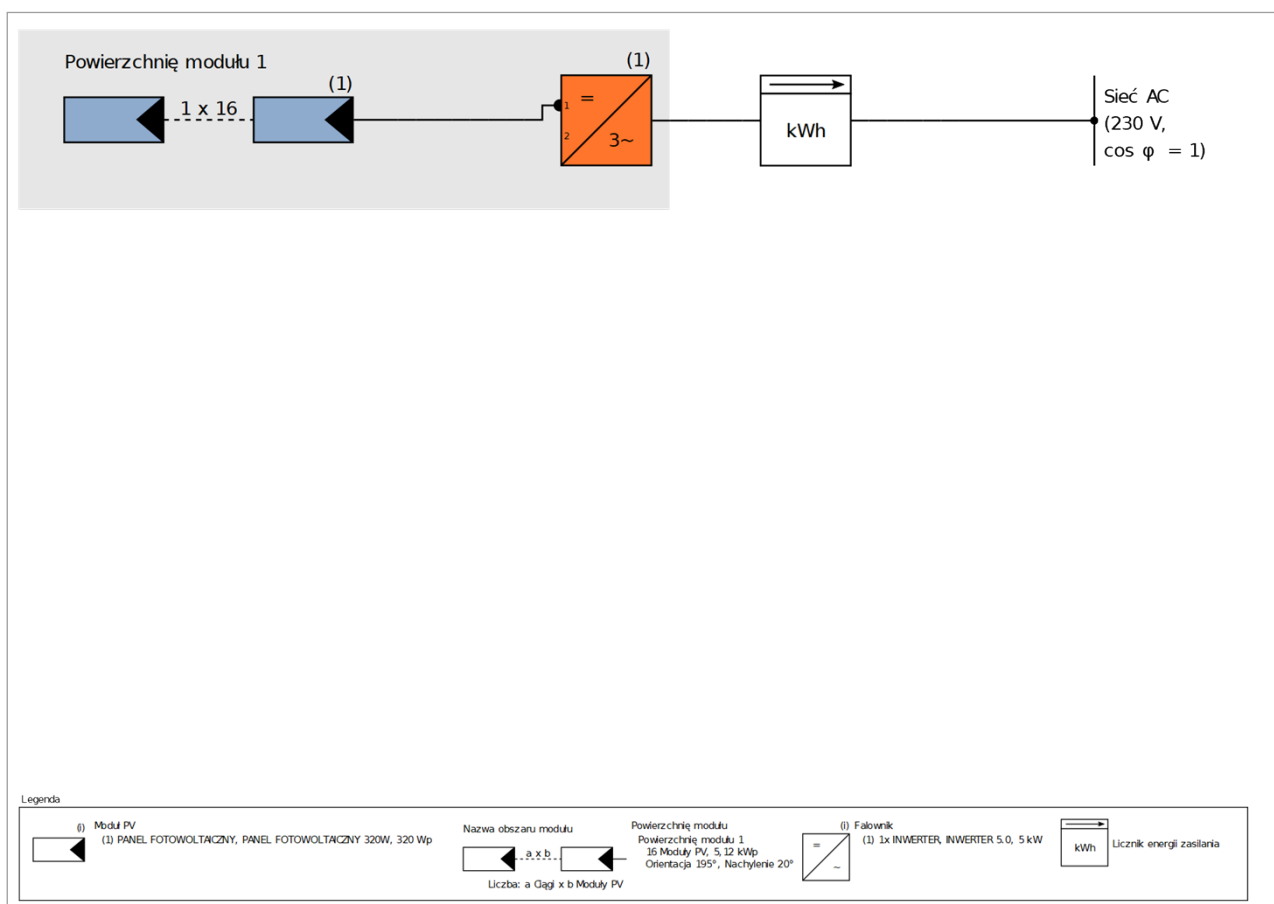 Powierzchnię modułu 1
(1)
(1)
1 x 16
1
=
2
3~
kWh
Sieć AC
(230 V,
cos φ = 1)
Legenda
(i) Moduł PV
(1) PANEL FOTOWOLTAICZNY, PANEL FOTOWOLTAICZNY 320W, 320 Wp
Nazwa obszaru modułu
a x b
Liczba: a Ciągi x b Moduły PV
Powierzchnię modułu
Powierzchnię modułu 1
16 Moduły PV, 5,12 kWp
Orientacja 195°, Nachylenie 20°
=
~
(i) Falownik
(1) 1x INWERTER, INWERTER 5.0, 5 kW
kWh
Licznik energii zasilania